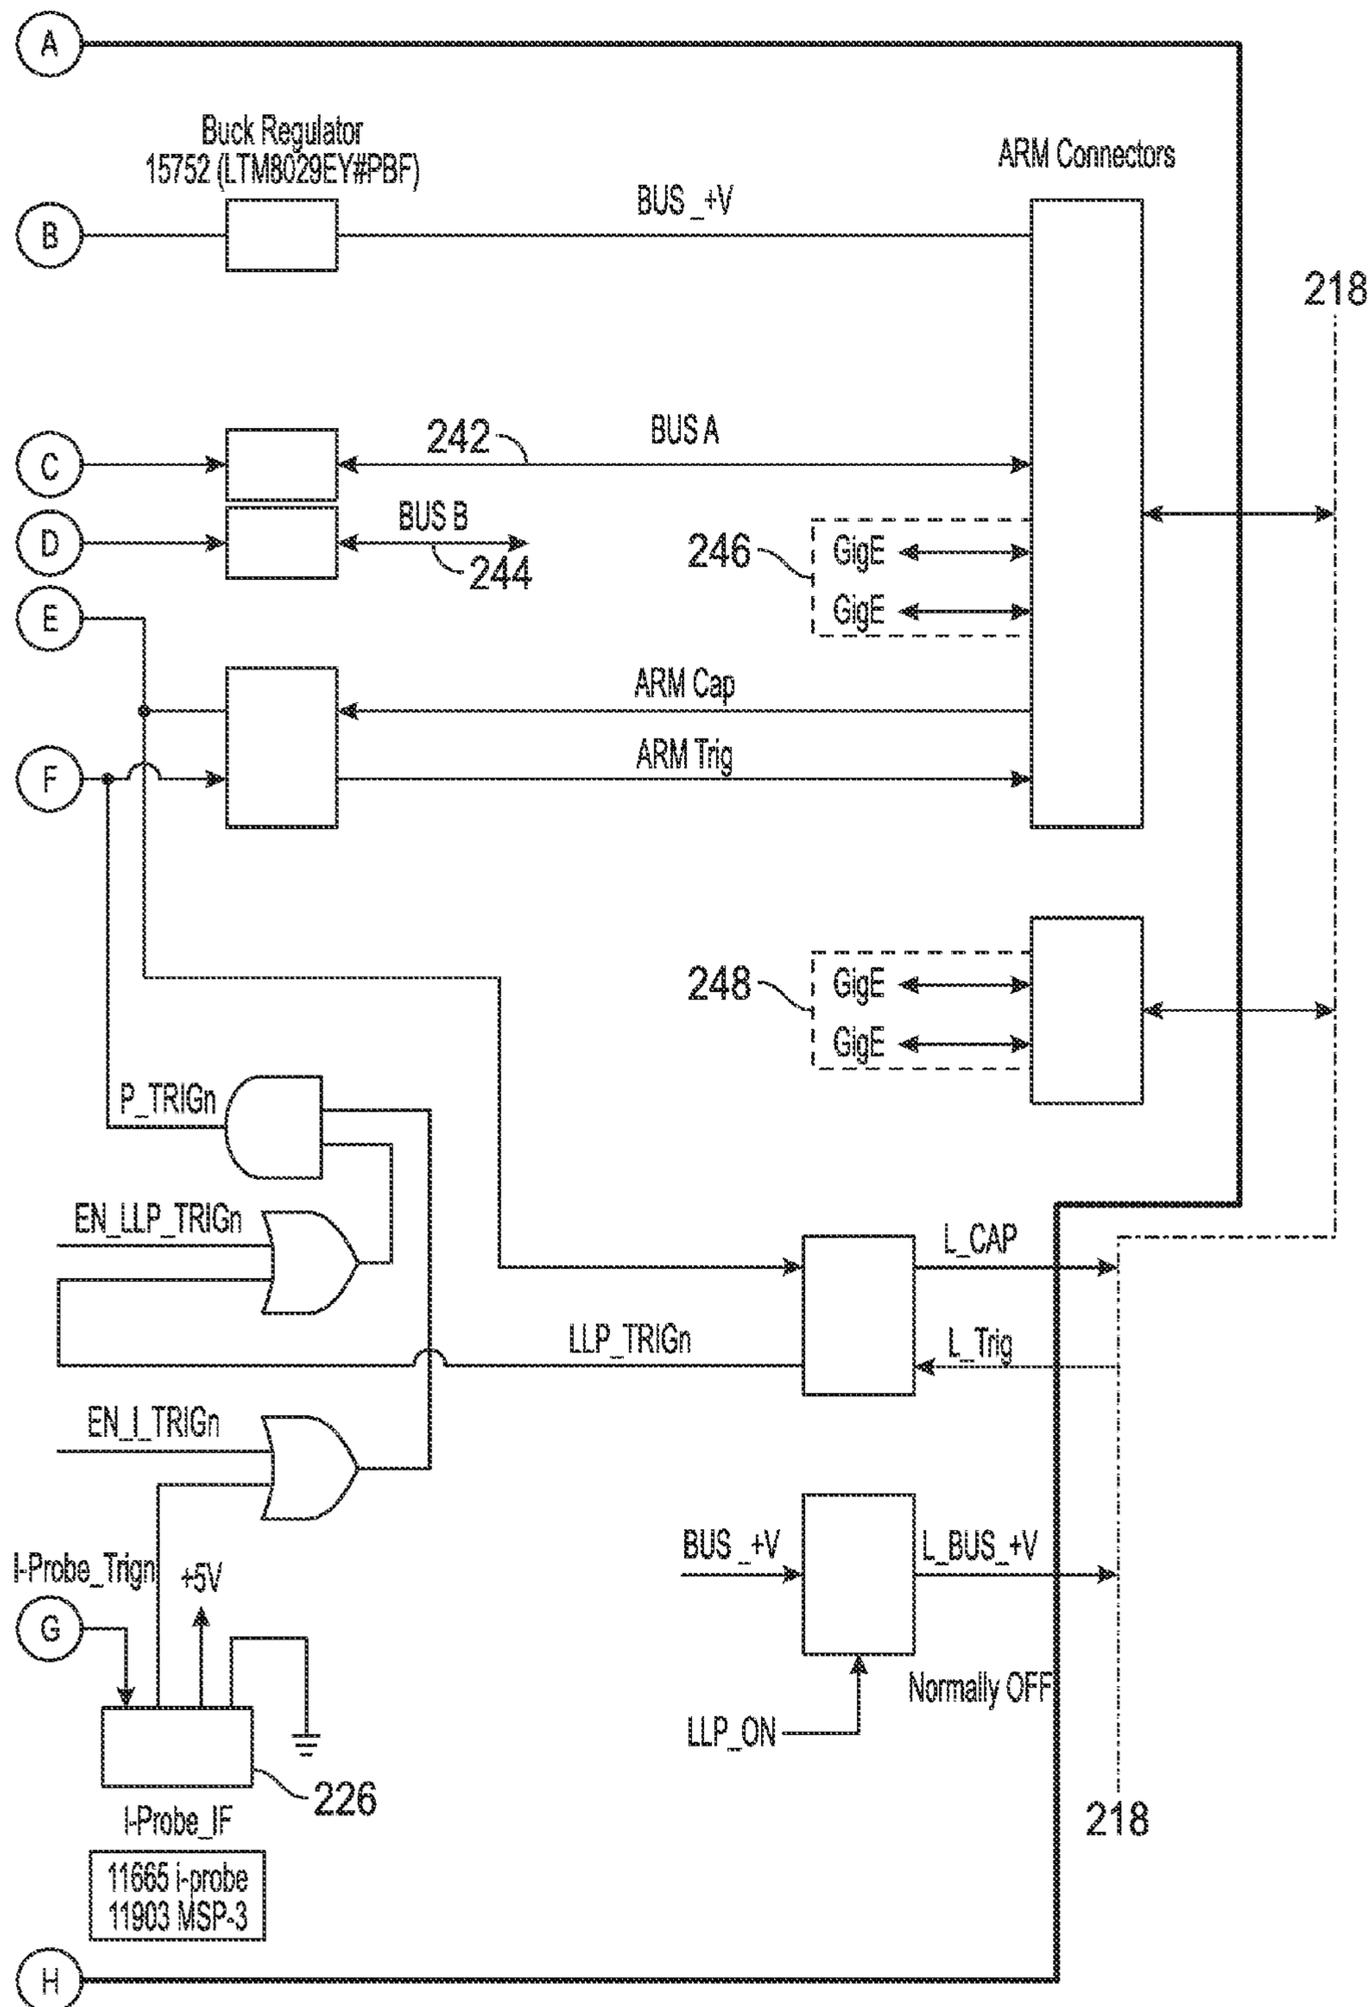 A
Buck Regulator
15752 (LTM8029EY#PBF)
ARM Connectors
B
BUS_+V
218
C
242
BUS A
D
BUS B
244
246
GigE
GigE
E
ARM Cap
F
ARM Trig
248
GigE
GigE
P_TRIGn
EN_LLP_TRIGn
L_CAP
LLP_TRIGn
L_Trig
EN_I_TRIGn
I-Probe_Trign
+5V
BUS_+V
L_BUS_+V
G
Normally OFF
LLP_ON
226
218
I-Probe_IF
11665 i-probe
11903 MSP-3
H